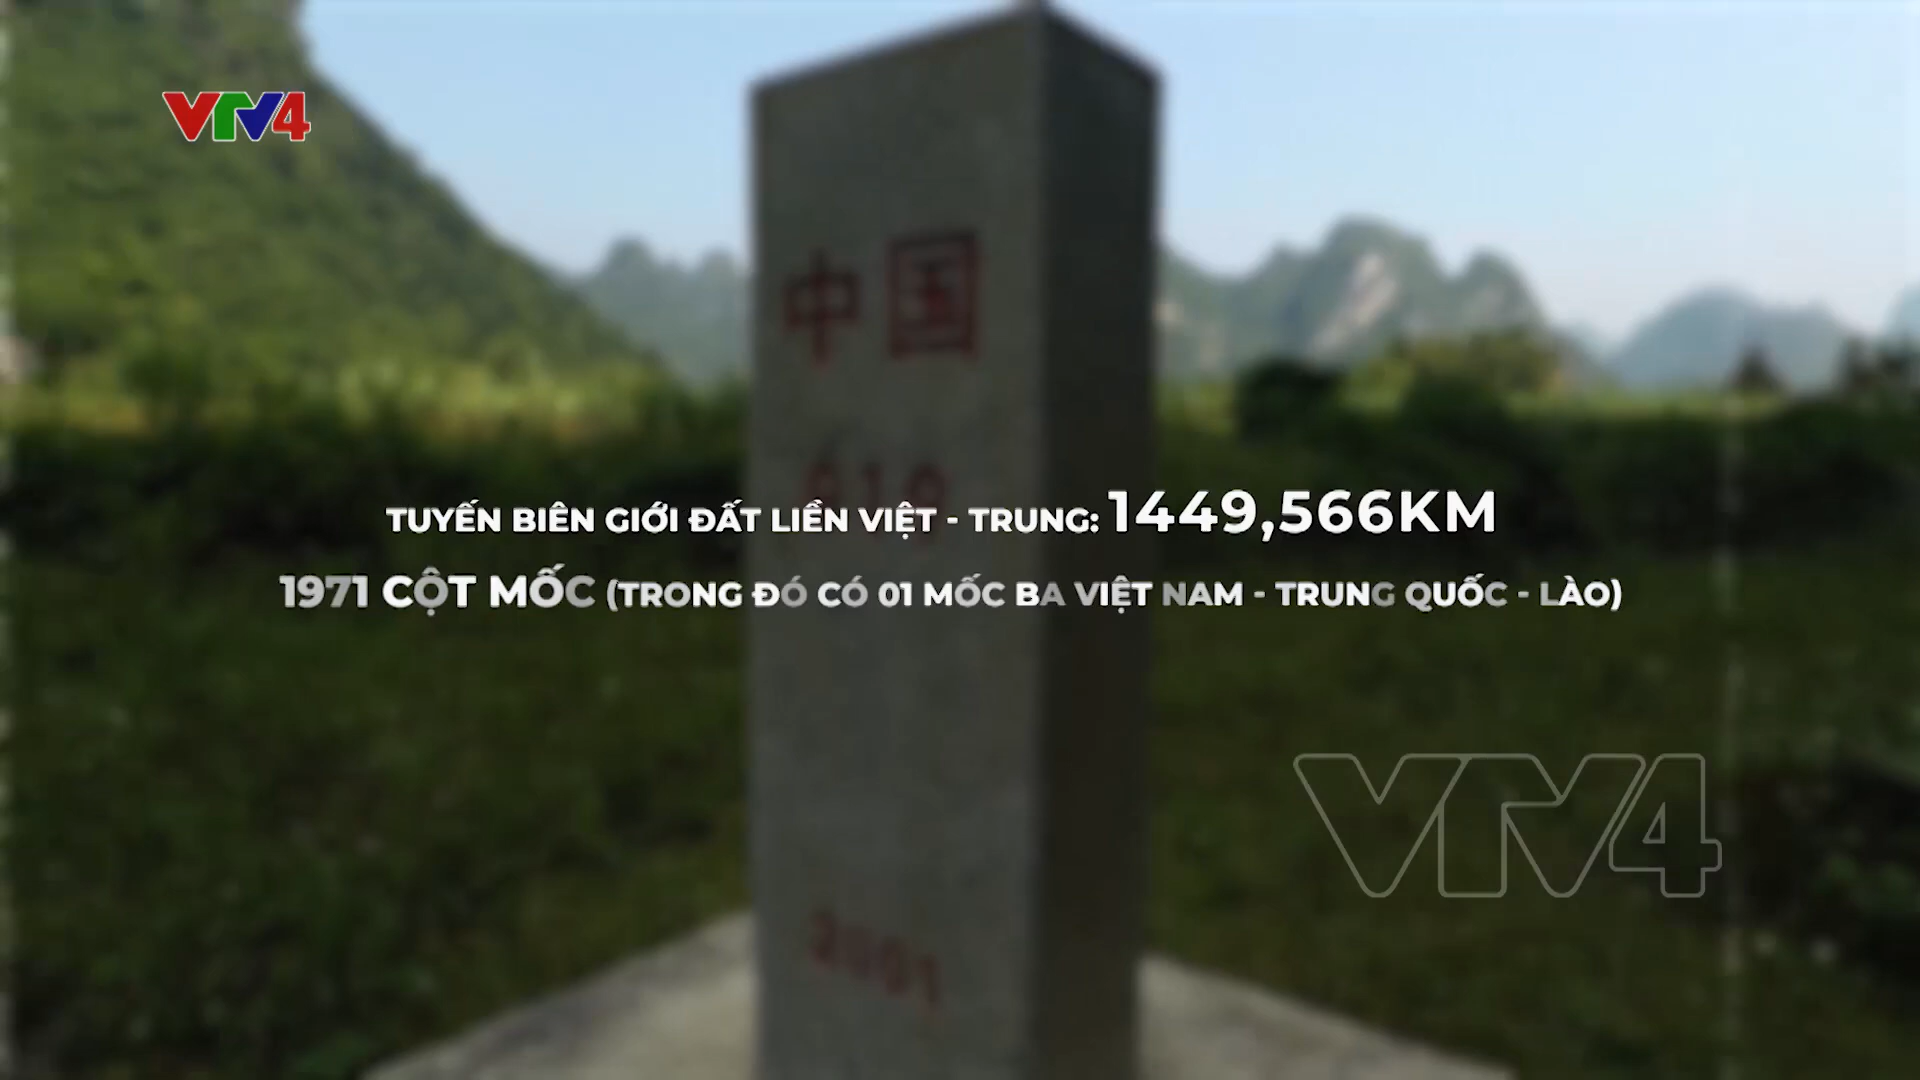 VTV4
中国
TUYẾN BIÊN GIỚI ĐẤT LIỀN VIỆT - TRUNG: 1449,566KM
1971 CỘT MỐC (TRONG ĐÓ CÓ 01 MỐC BA VIỆT NAM - TRUNG QUỐC - LÀO)
VTV4
2001